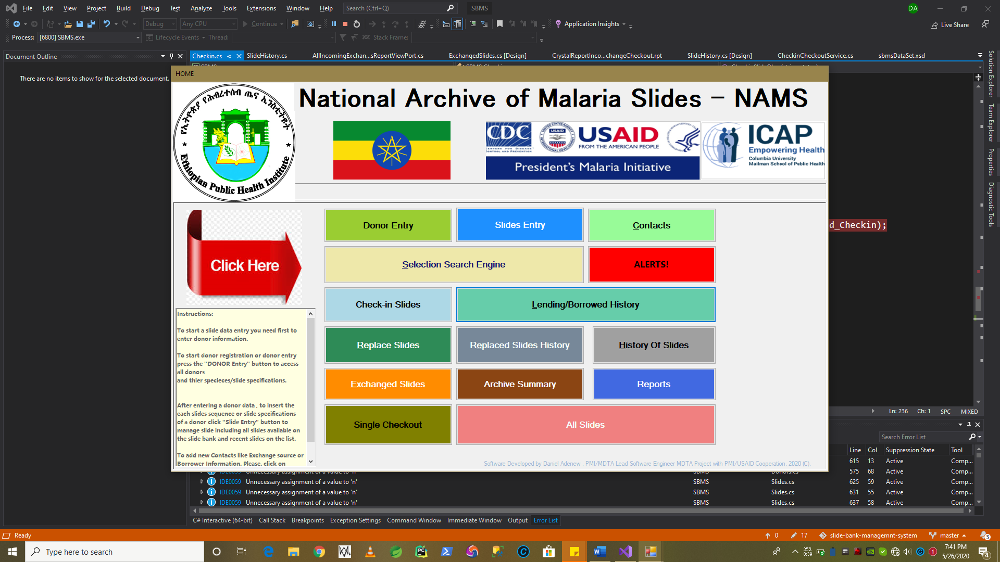 File Edit View Project Build Debug Test Analyze Tools Extensions Window Help Search (Ctrl+Q) SBMS DA
Debug Any CPU Continue Application Insights Live Share
Process: [6800] SBMS.exe Lifecycle Events Thread: Stack Frame:
Document Outline
There are no items to show for the selected document.
Checkin.cs SlideHistory.cs AllIncomingExchan...sReportViewPort.cs ExchangedSlides.cs [Design] CrystalReportInco...changeCheckout.rpt SlideHistory.cs [Design] CheckinCheckoutService.cs sbmsDataSet.xsd
Solution Explorer
Team Explorer
Properties
Diagnostic Tools
HOME
National Archive of Malaria Slides - NAMS
የኢትዮጵያ የሕብረተሰብ ጤና ኢንስቲትዩት
Ethiopian Public Health Institute
CDC
CENTERS FOR DISEASE
CONTROL AND PREVENTION
USAID
USAID
FROM THE AMERICAN PEOPLE
President's Malaria Initiative
ICAP
Empowering Health
Columbia University
Mailman School of Public Health
Click Here
Donor Entry Slides Entry Contacts
Selection Search Engine ALERTS!
Check-in Slides Lending/Borrowed History
Replace Slides Replaced Slides History History Of Slides
Exchanged Slides Archive Summary Reports
Single Checkout All Slides
Instructions:
To start a slide data entry you need first to
enter donor information.
To start donor registration or donor entry
press the "DONOR Entry" button to access
all donors
and thier specieces/slide specifications.
After entering a donor data , to insert the
each slides sequence or slide specifications
of a donor click "Slide Entry" button to
manage slide including all slides available on
the slide bank and recent slides on the list.
To add new Contacts like Exchange source or
Borrower Information. Please, click on
Software Developed by Daniel Adenew , PMI/MDTA Lead Software Engineer MDTA Project with PMI/USAID Cooperation, 2020 (C).
d_Checkin);
Ln: 236 Ch: 1 SPC MIXED
Search Error List
Line Col Suppression State Tool
615 13 Active Comp...
IDE0059 Unnecessary assignment of a value to 'n' SBMS Donors.cs 575 68 Active Comp...
IDE0059 Unnecessary assignment of a value to 'n' SBMS Slides.cs 625 59 Active Comp...
IDE0059 Unnecessary assignment of a value to 'n' SBMS Slides.cs 631 55 Active Comp...
IDE0059 Unnecessary assignment of a value to 'n' SBMS Slides.cs 637 58 Active Comp...
C# Interactive (64-bit) Call Stack Breakpoints Exception Settings Command Window Immediate Window Output Error List
Ready 0 17 slide-bank-managemnt-system master 3
Type here to search 35% 0:39 7:41 PM
5/26/2020 4